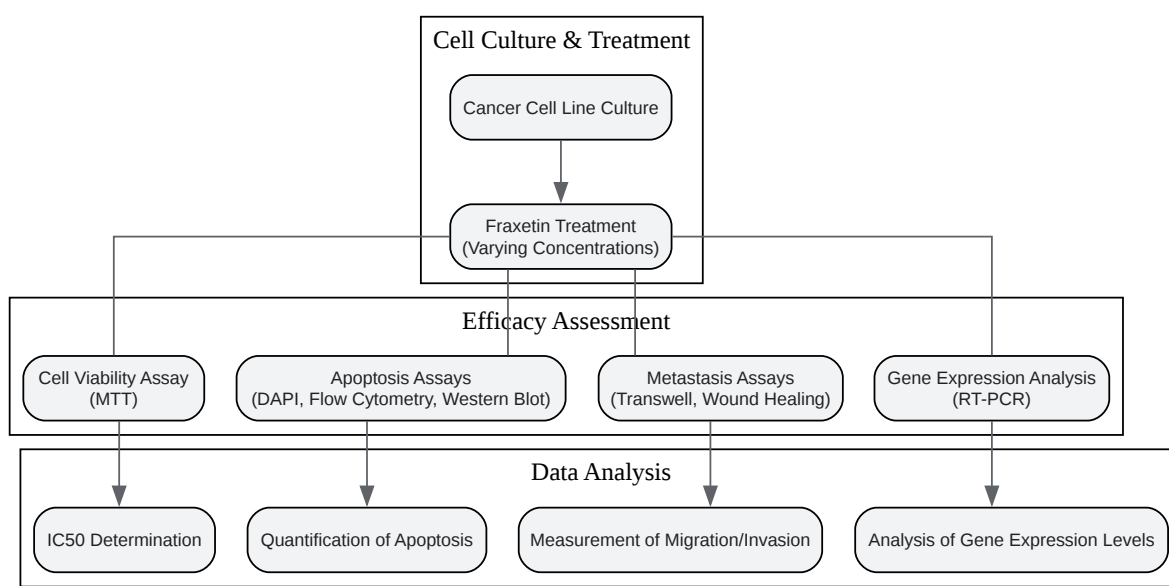 Cell Culture & Treatment
Cancer Cell Line Culture
Fraxetin Treatment
(Varying Concentrations)
Efficacy Assessment
Cell Viability Assay
(MTT)
Apoptosis Assays
(DAPI, Flow Cytometry, Western Blot)
Metastasis Assays
(Transwell, Wound Healing)
Gene Expression Analysis
(RT-PCR)
Data Analysis
IC50 Determination
Quantification of Apoptosis
Measurement of Migration/Invasion
Analysis of Gene Expression Levels